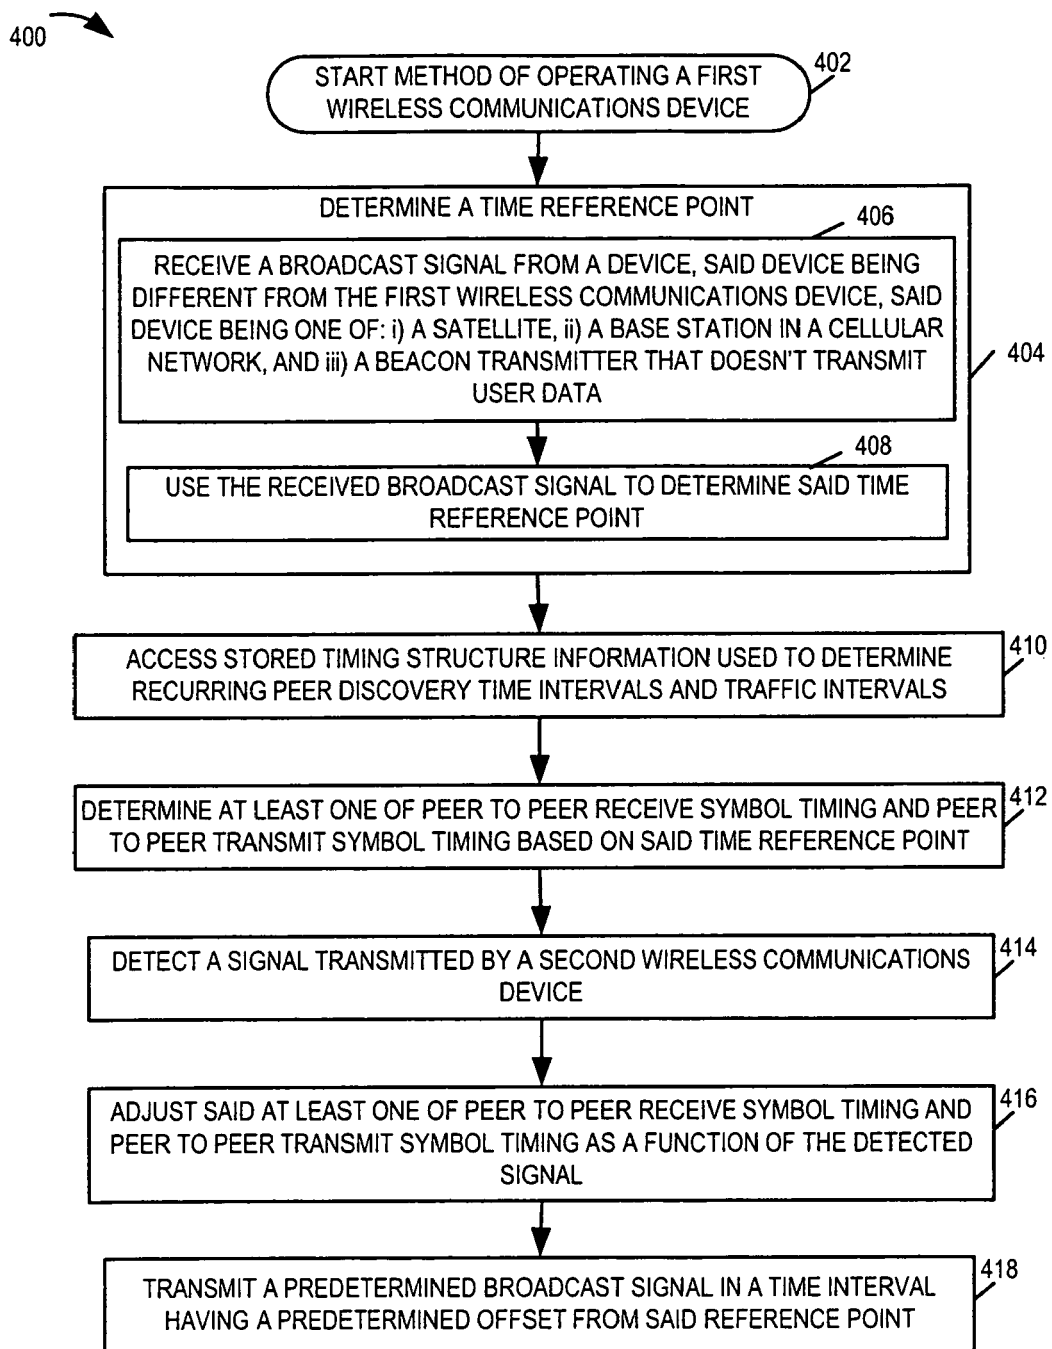 400
START METHOD OF OPERATING A FIRST
WIRELESS COMMUNICATIONS DEVICE
402
DETERMINE A TIME REFERENCE POINT
406
RECEIVE A BROADCAST SIGNAL FROM A DEVICE, SAID DEVICE BEING
DIFFERENT FROM THE FIRST WIRELESS COMMUNICATIONS DEVICE, SAID
DEVICE BEING ONE OF: i) A SATELLITE, ii) A BASE STATION IN A CELLULAR
NETWORK, AND iii) A BEACON TRANSMITTER THAT DOESN'T TRANSMIT
USER DATA
404
408
USE THE RECEIVED BROADCAST SIGNAL TO DETERMINE SAID TIME
REFERENCE POINT
ACCESS STORED TIMING STRUCTURE INFORMATION USED TO DETERMINE
RECURRING PEER DISCOVERY TIME INTERVALS AND TRAFFIC INTERVALS
410
DETERMINE AT LEAST ONE OF PEER TO PEER RECEIVE SYMBOL TIMING AND PEER
TO PEER TRANSMIT SYMBOL TIMING BASED ON SAID TIME REFERENCE POINT
412
DETECT A SIGNAL TRANSMITTED BY A SECOND WIRELESS COMMUNICATIONS
DEVICE
414
ADJUST SAID AT LEAST ONE OF PEER TO PEER RECEIVE SYMBOL TIMING AND
PEER TO PEER TRANSMIT SYMBOL TIMING AS A FUNCTION OF THE DETECTED
SIGNAL
416
TRANSMIT A PREDETERMINED BROADCAST SIGNAL IN A TIME INTERVAL
HAVING A PREDETERMINED OFFSET FROM SAID REFERENCE POINT
418